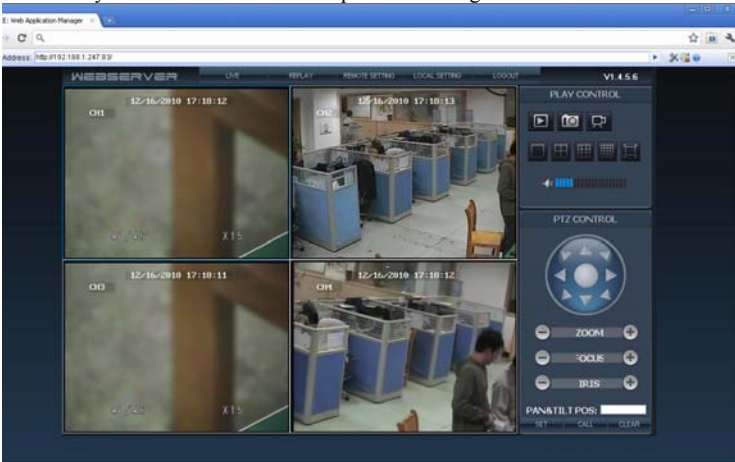 E: Web Application Manager
Address: http://192.168.1.247:83/
WEBSERVER LIVE REPLAY REMOTE SETTING LOCAL SETTING LOGOUT V1.4.5.6
12/16/2010 17:18:12
CH1
X15
12/16/2010 17:18:13
CH2
12/16/2010 17:18:11
CH3
X15
12/16/2010 17:18:12
CH4
PLAY CONTROL
PTZ CONTROL
ZOOM
FOCUS
IRIS
PAN&TILT POS:
SET CALL CLEAR